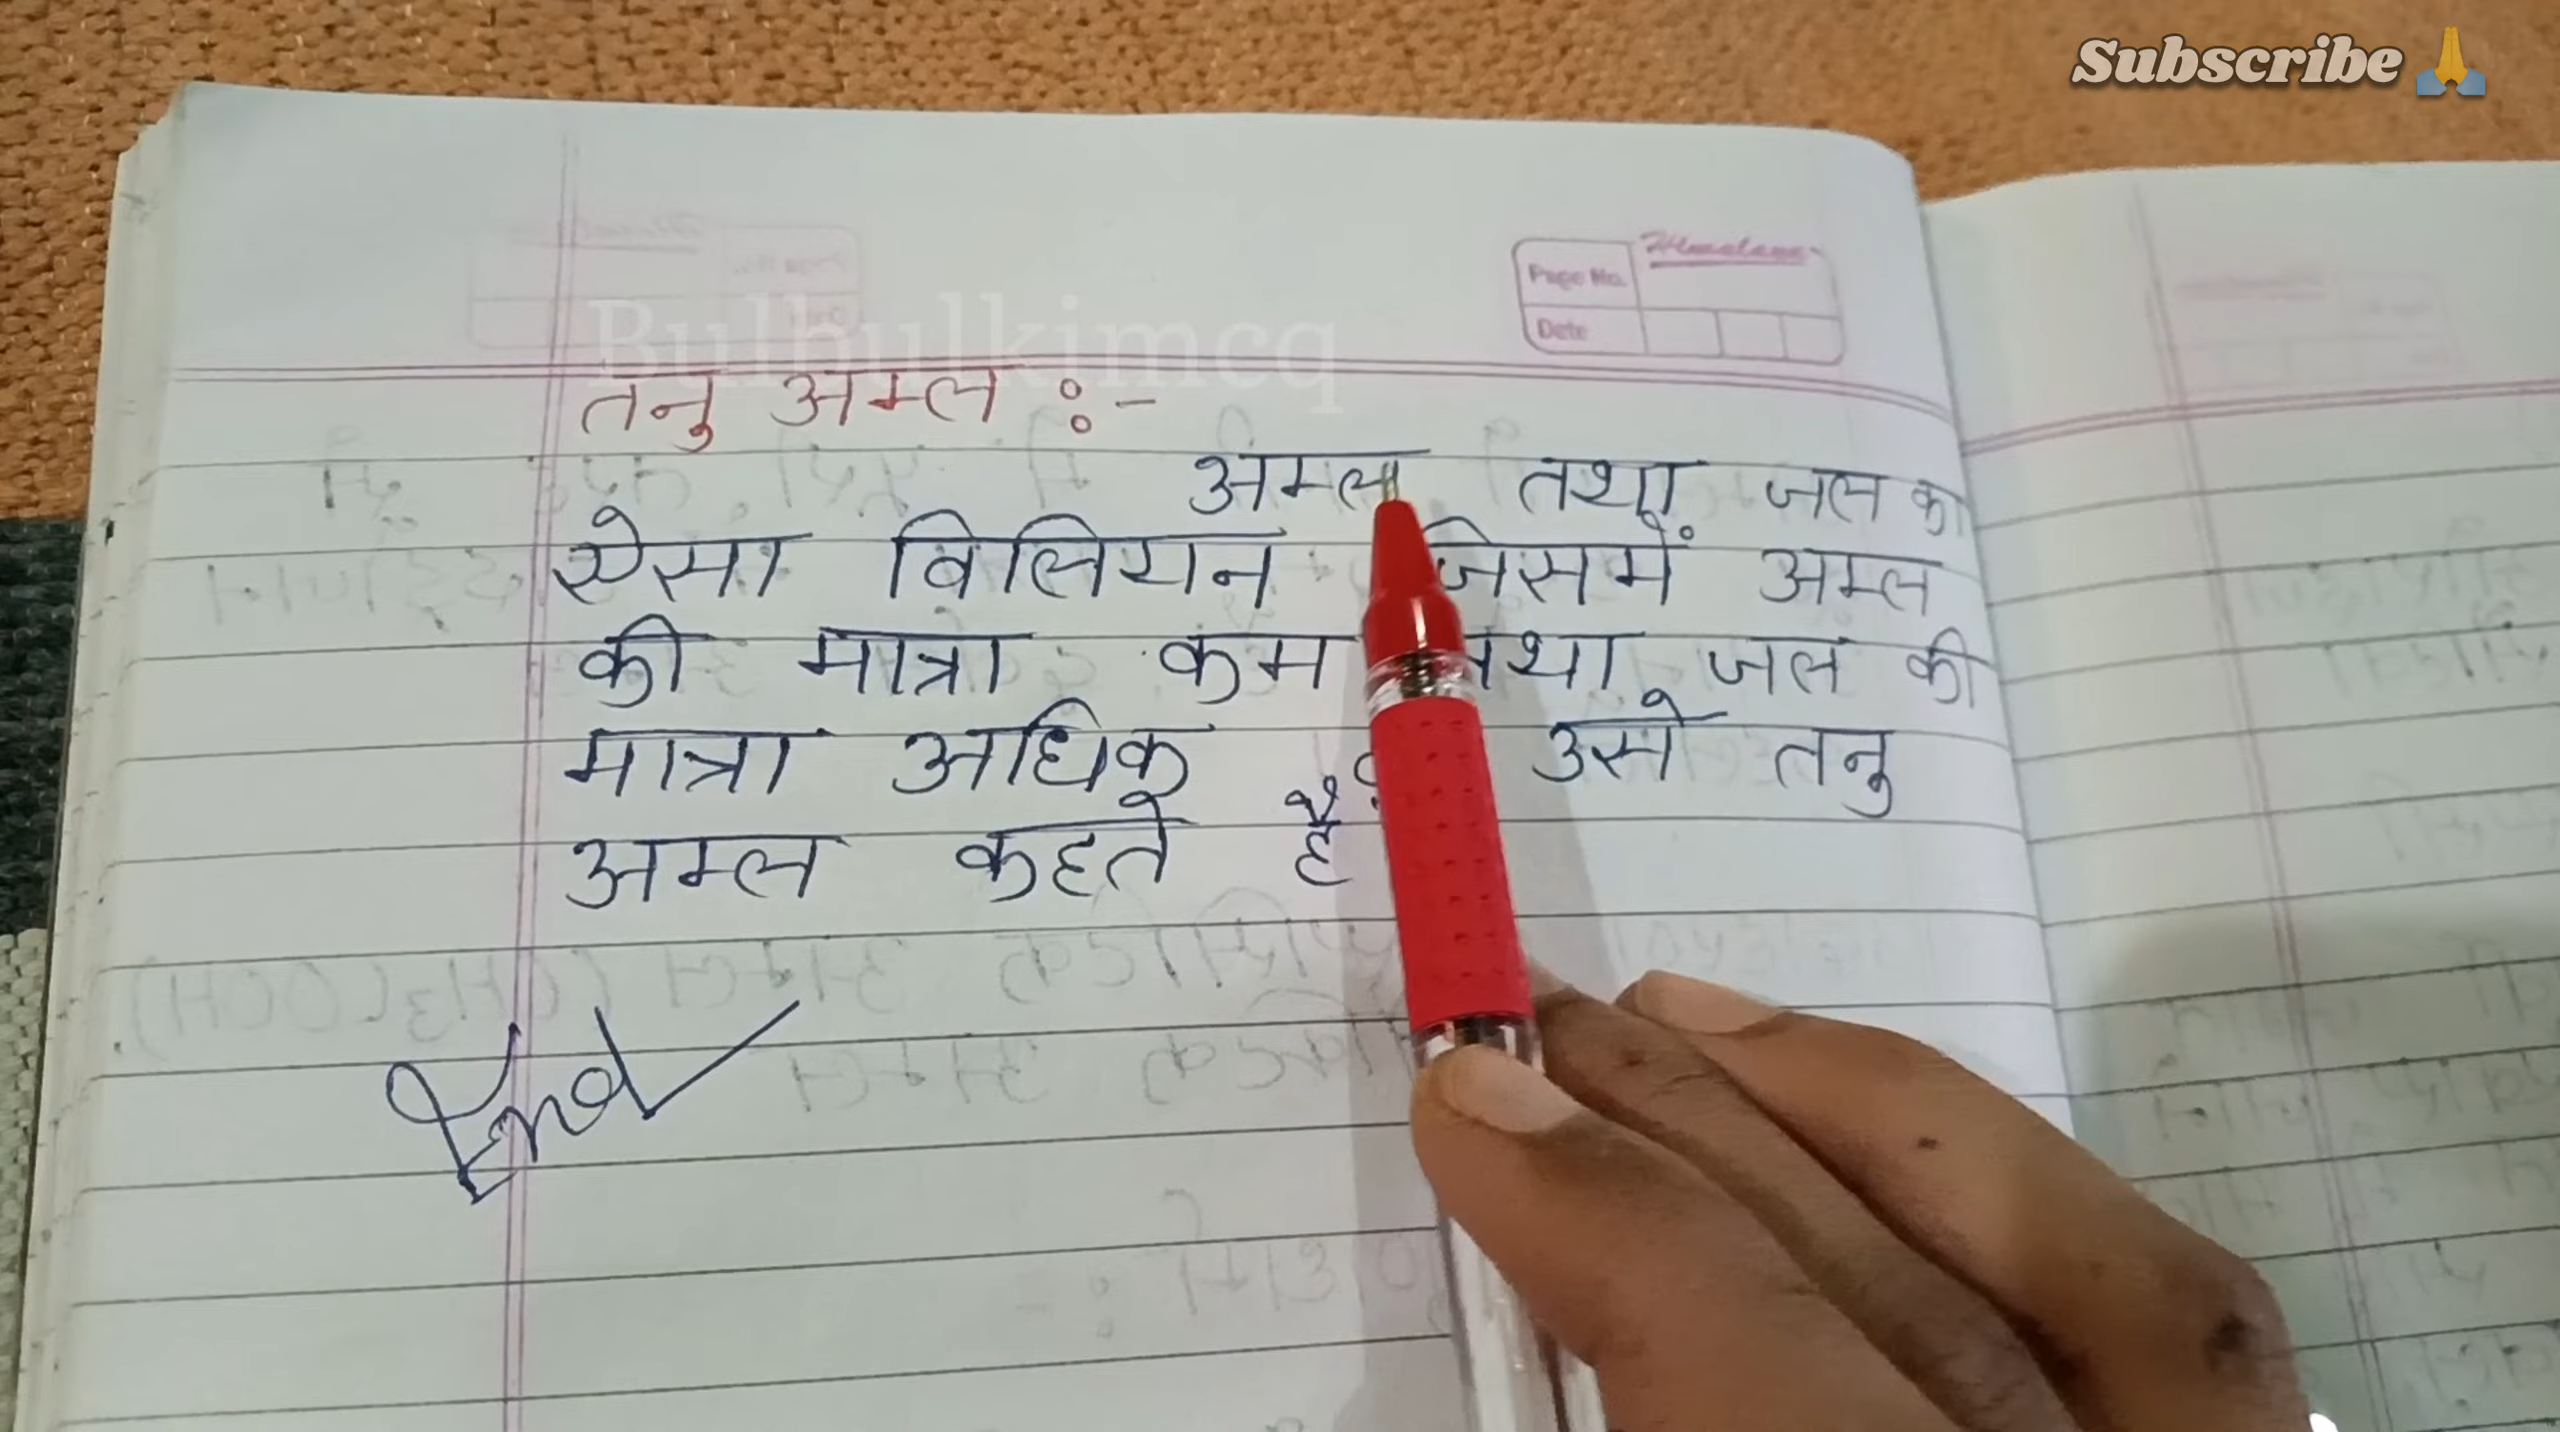 Subscribe 🙏
Himalaya
Page No.
Date
Bulbulkimcq
तनु अम्ल :-
अम्ल तथा जल का
ऐसा विलियन जिसमें अम्ल
की मात्रा कम तथा जल की
मात्रा अधिक उसे तनु
अम्ल कहते हैं
End